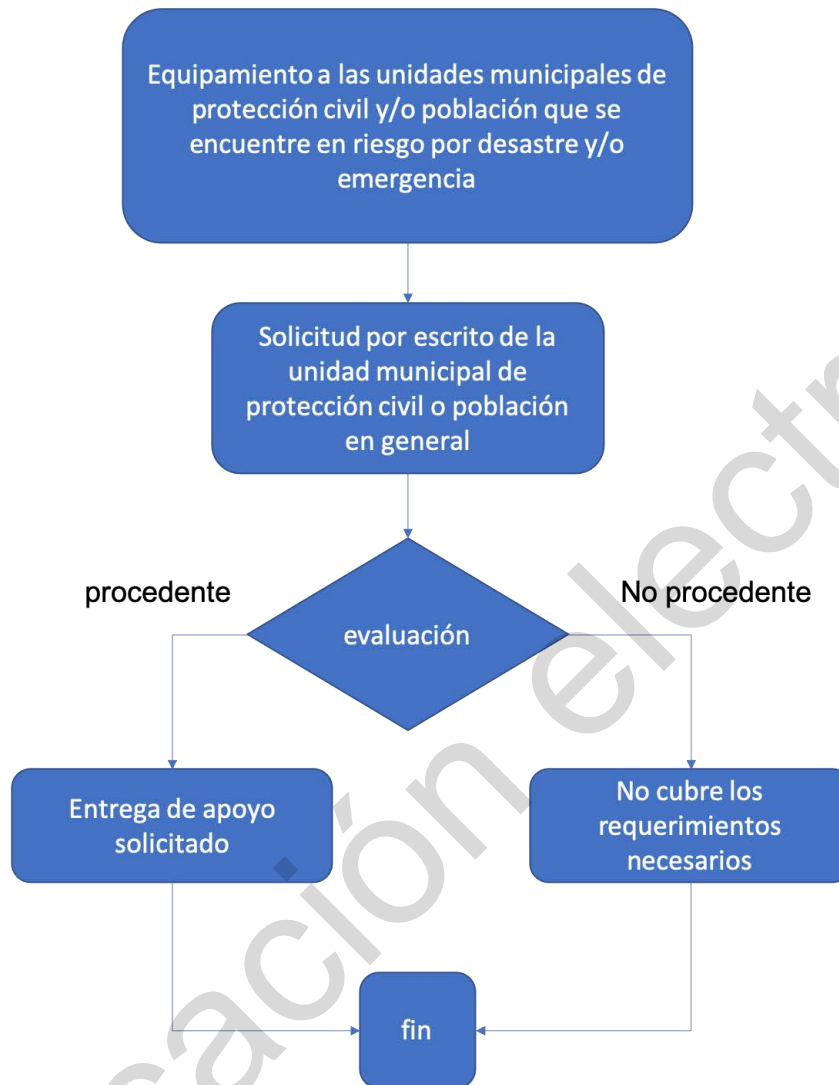 Equipamiento a las unidades municipales de
protección civil y/o población que se
encuentre en riesgo por desastre y/o
emergencia
Solicitud por escrito de la
unidad municipal de
protección civil o población
en general
procedente
No procedente
evaluación
Entrega de apoyo
solicitado
No cubre los
requerimientos
necesarios
fin